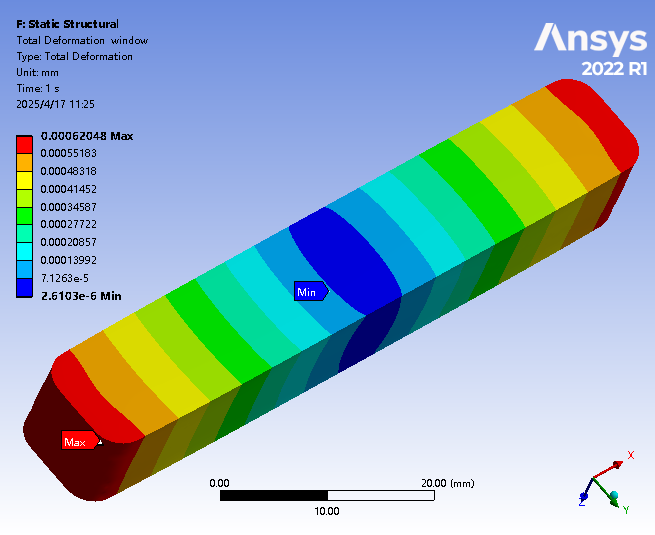 F: Static Structural
Total Deformation window
Type: Total Deformation
Unit: mm
Time: 1 s
2025/4/17 11:25
Ansys
2022 R1
0.00062048 Max
0.00055183
0.00048318
0.00041452
0.00034587
0.00027722
0.00020857
0.00013992
7.1263e-5
2.6103e-6 Min
Min
Max
0.00
20.00 (mm)
10.00
X
Y
Z